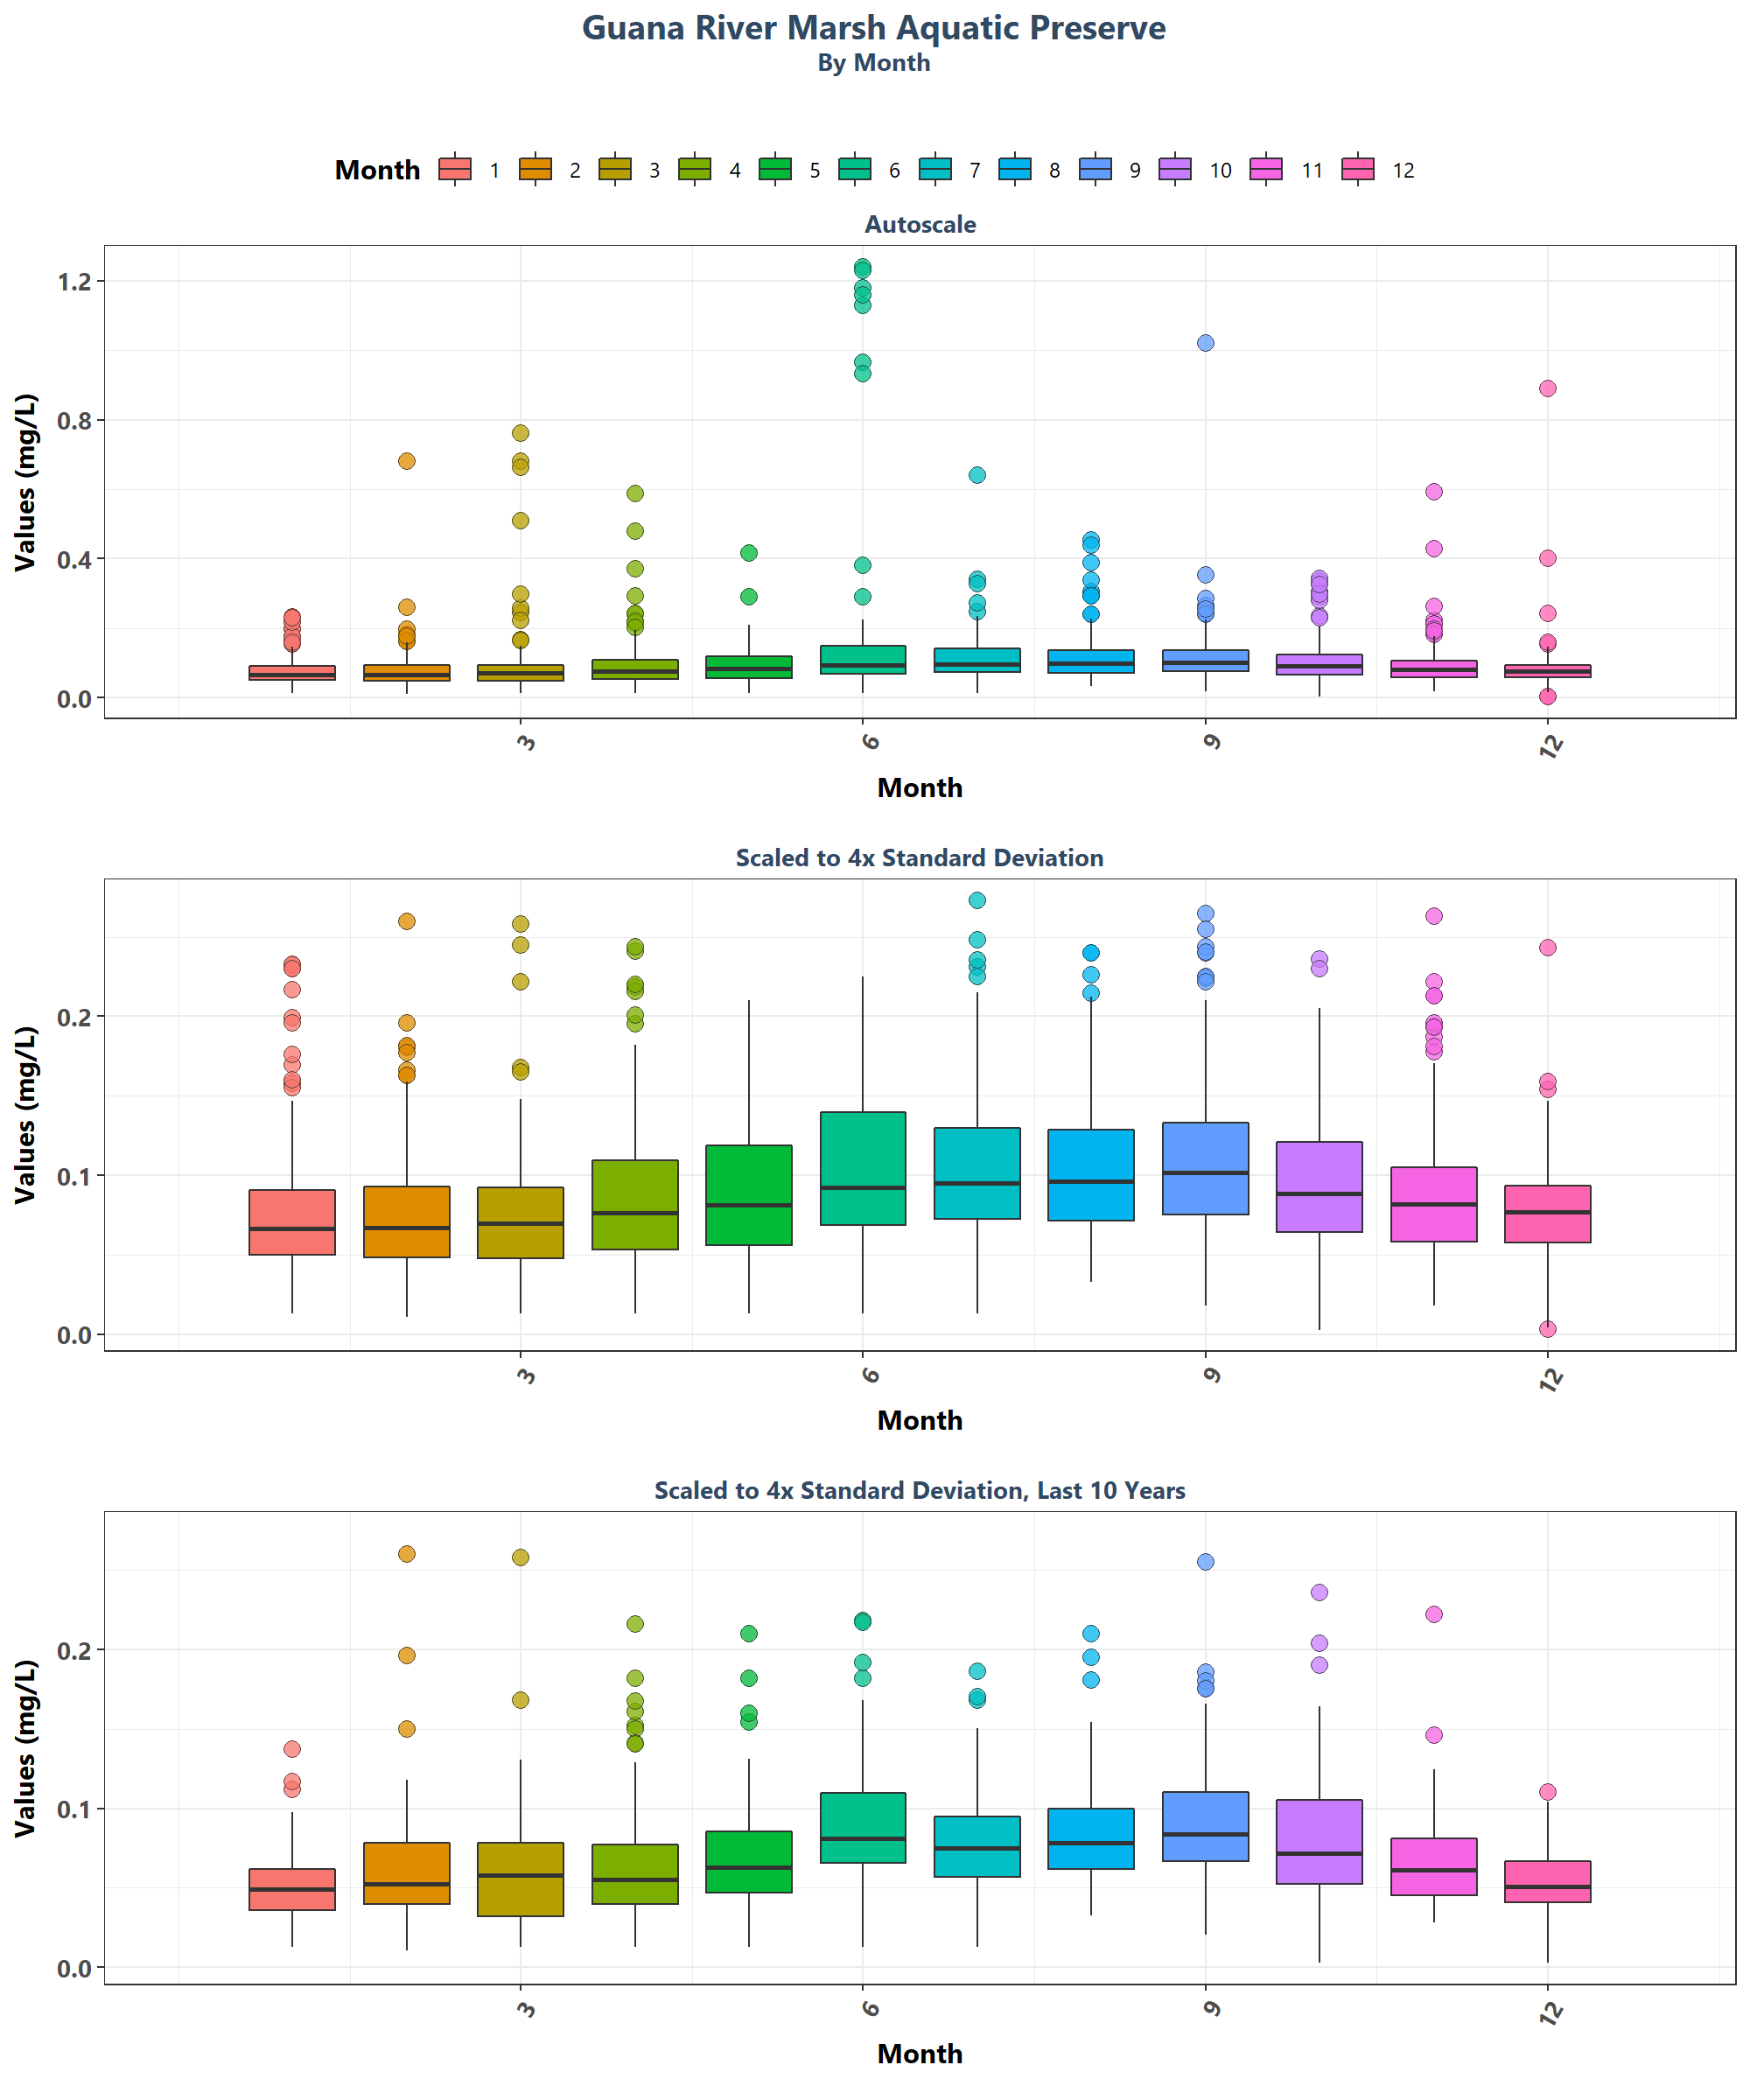 Guana River Marsh Aquatic Preserve
By Month
Month 1 2 3 4 5 6 7 8 9 10 11 12
Autoscale
Values (mg/L)
1.2
0.8
0.4
0.0
3 6 9 12
Month
Scaled to 4x Standard Deviation
Values (mg/L)
0.2
0.1
0.0
3 6 9 12
Month
Scaled to 4x Standard Deviation, Last 10 Years
Values (mg/L)
0.2
0.1
0.0
3 6 9 12
Month